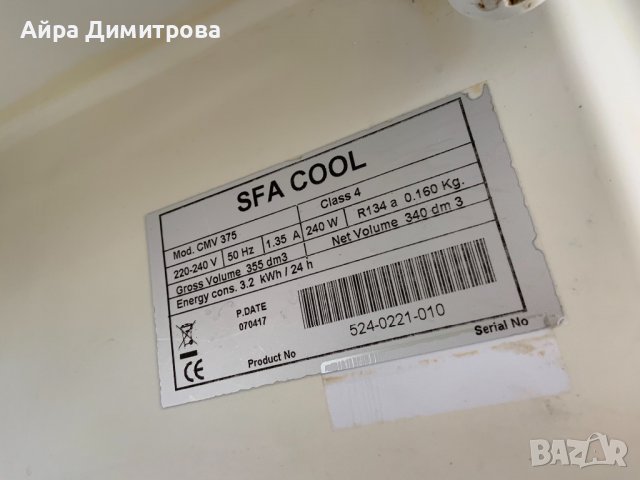 Айра Димитрова
SFA COOL
Mod. CMV 375
Class 4
220-240 V 50 Hz 1.35 A 240 W R134 a 0.160 Kg.
Gross Volume 355 dm3 Net Volume 340 dm 3
Energy cons. 3.2 kWh / 24 h
P.DATE
070417
524-0221-010
CE
Product No
Serial No
BAZAR